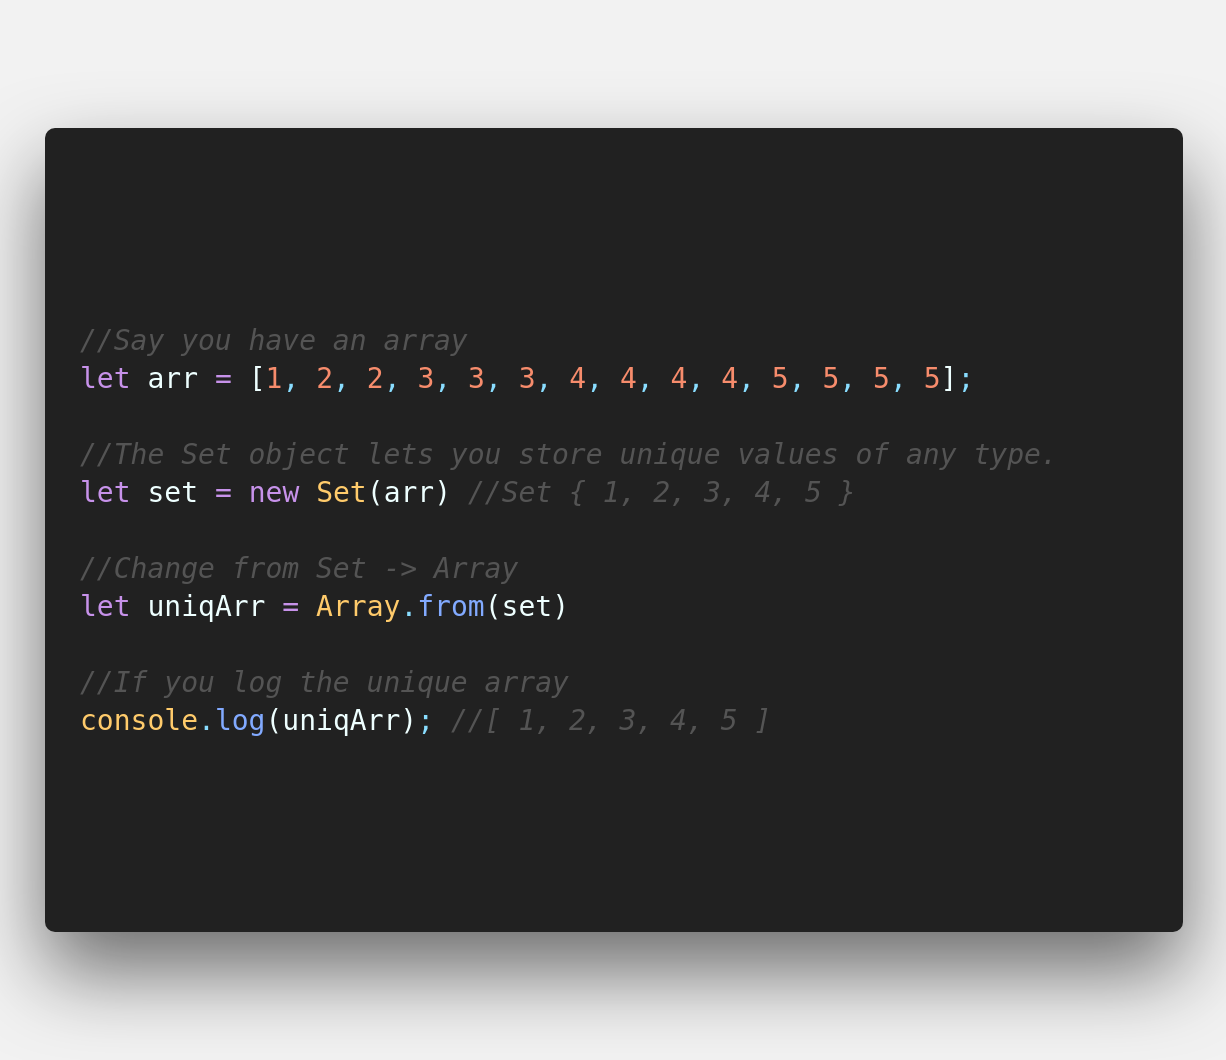 //Say you have an array
let arr = [1, 2, 2, 3, 3, 3, 4, 4, 4, 4, 5, 5, 5, 5];
//The Set object lets you store unique values of any type.
let set = new Set(arr) //Set { 1, 2, 3, 4, 5 }
//Change from Set -> Array
let uniqArr = Array.from(set)
//If you log the unique array
console.log(uniqArr); //[ 1, 2, 3, 4, 5 ]